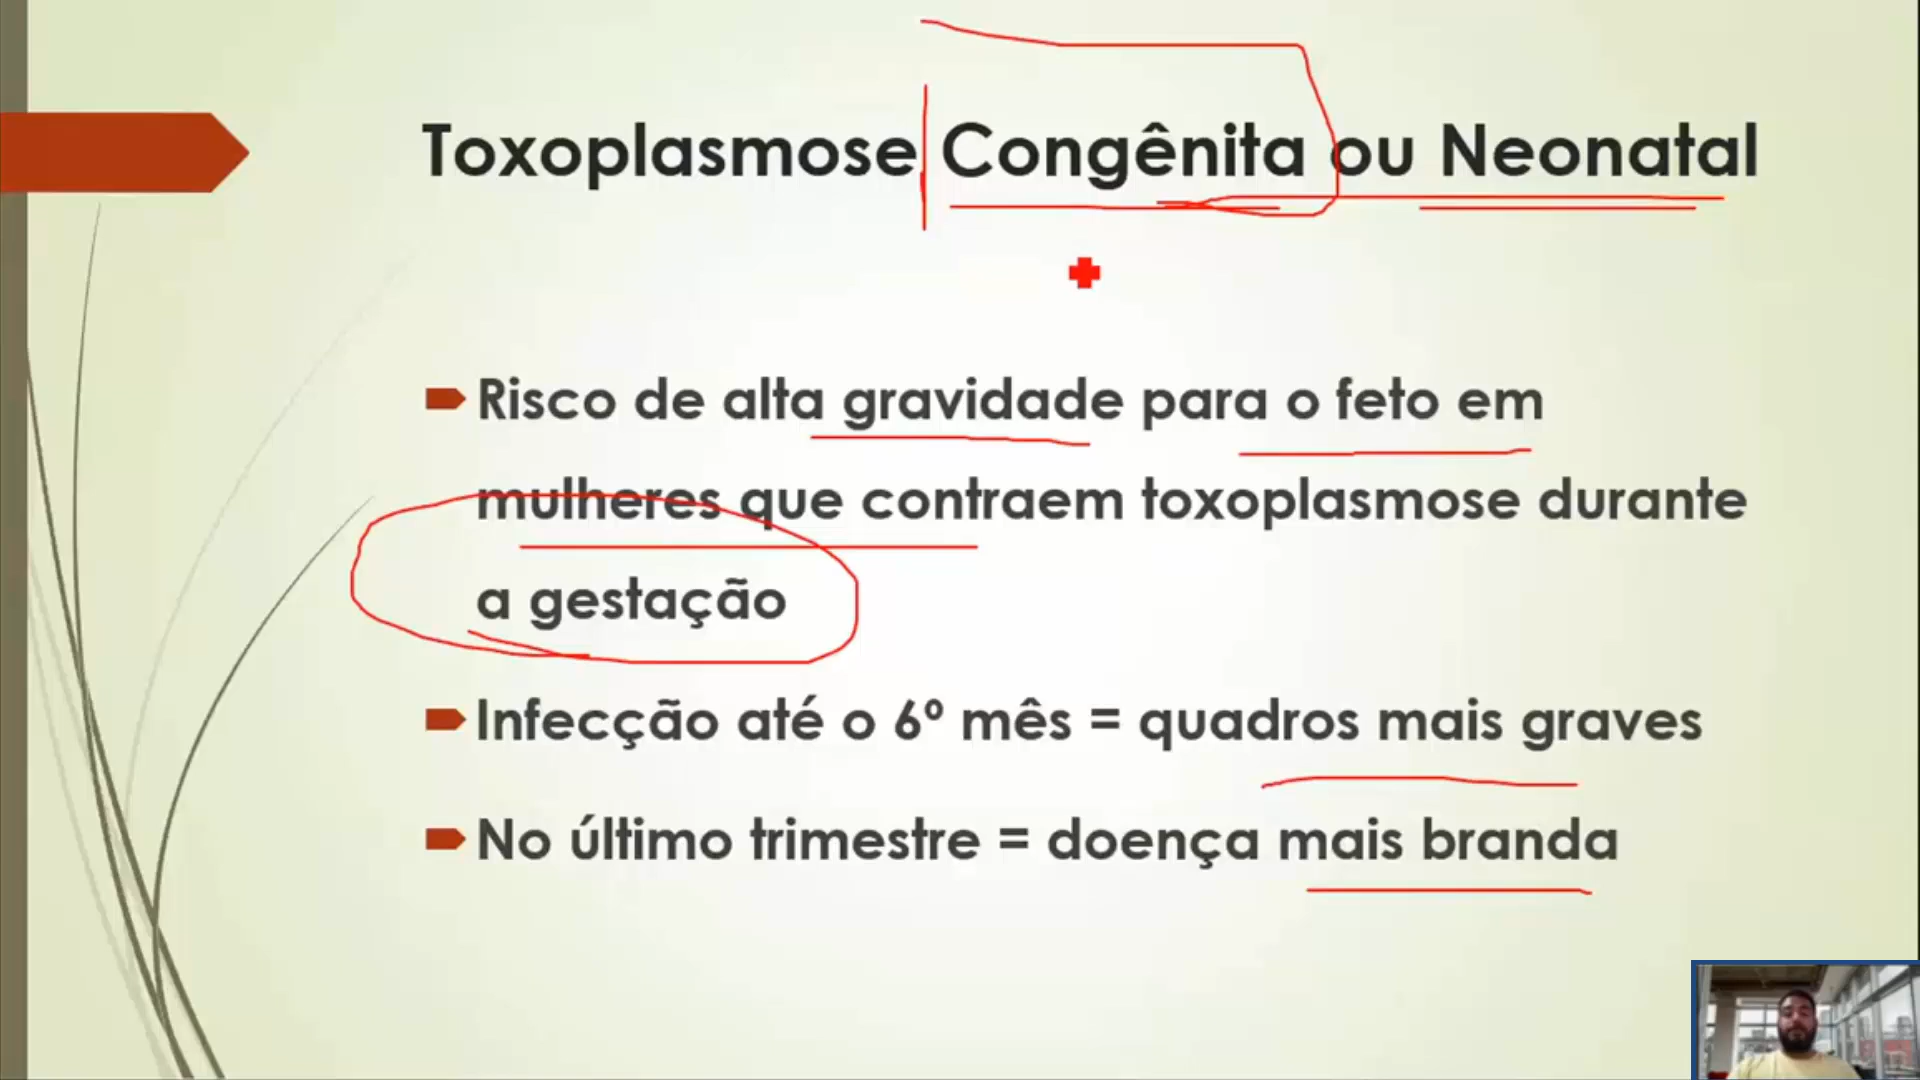 Toxoplasmose Congênita ou Neonatal
Risco de alta gravidade para o feto em
mulheres que contraem toxoplasmose durante
a gestação
Infecção até o 6º mês = quadros mais graves
No último trimestre = doença mais branda